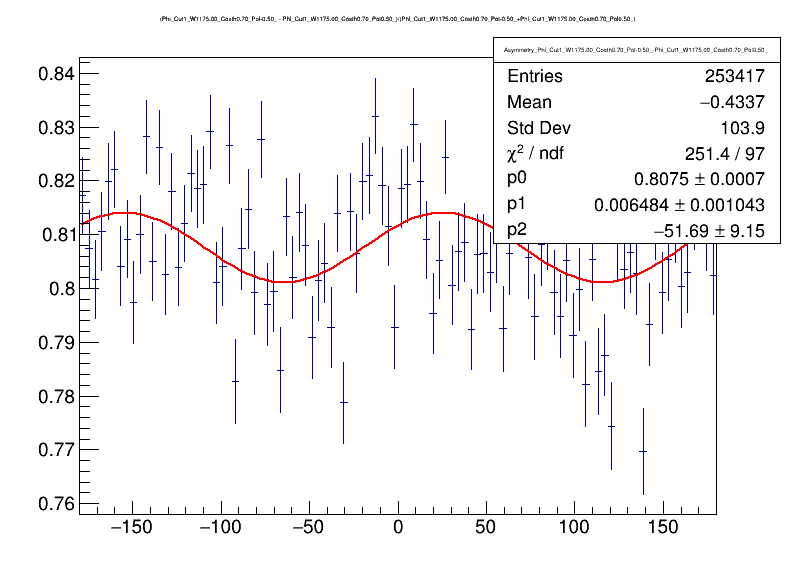 (Phi_Cut1_W1175.00_Costh0.70_Pol-0.50_ - Phi_Cut1_W1175.00_Costh0.70_Pol0.50_)/(Phi_Cut1_W1175.00_Costh0.70_Pol-0.50_+Phi_Cut1_W1175.00_Costh0.70_Pol0.50_)
Asymmetry_Phi_Cut1_W1175.00_Costh0.70_Pol-0.50_-Phi_Cut1_W1175.00_Costh0.70_Pol0.50_
Entries 253417
Mean −0.4337
Std Dev 103.9
χ² / ndf 251.4 / 97
p0 0.8075 ± 0.0007
p1 0.006484 ± 0.001043
p2 −51.69 ± 9.15
0.84
0.83
0.82
0.81
0.8
0.79
0.78
0.77
0.76
−150 −100 −50 0 50 100 150